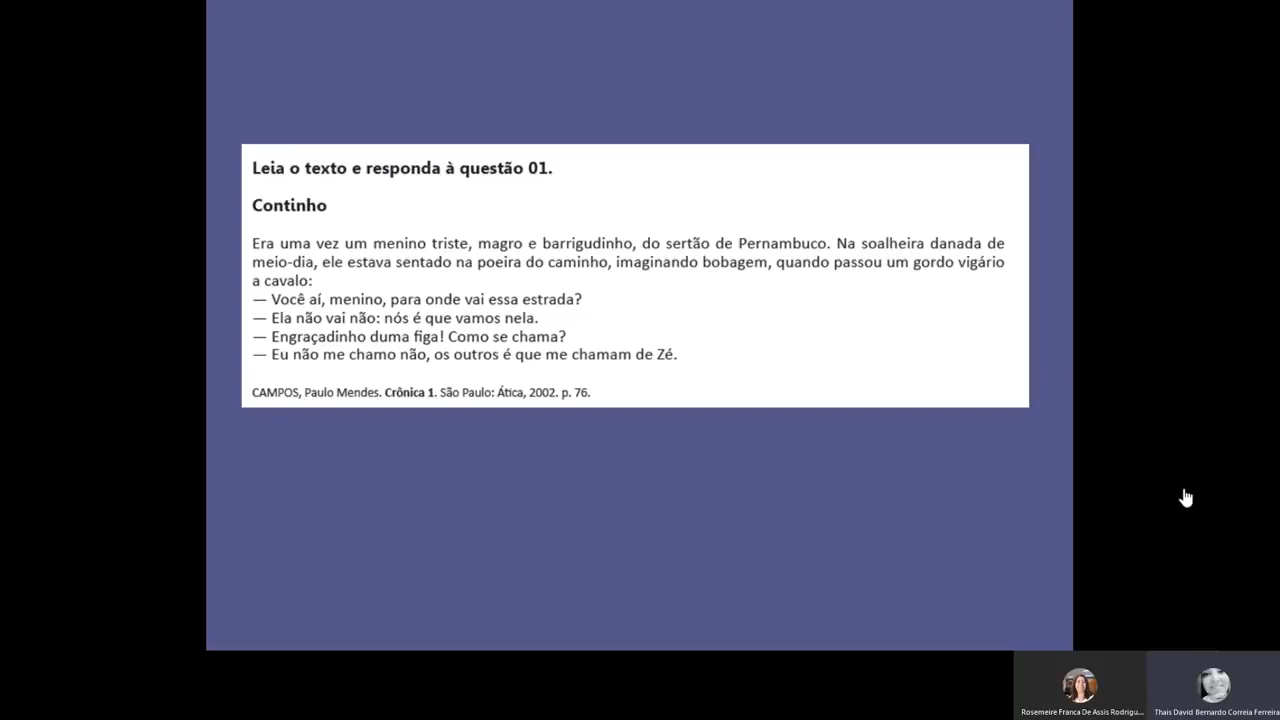 Leia o texto e responda à questão 01.
Continho
Era uma vez um menino triste, magro e barrigudinho, do sertão de Pernambuco. Na soalheira danada de
meio-dia, ele estava sentado na poeira do caminho, imaginando bobagem, quando passou um gordo vigário
a cavalo:
— Você aí, menino, para onde vai essa estrada?
— Ela não vai não: nós é que vamos nela.
— Engraçadinho duma figa! Como se chama?
— Eu não me chamo não, os outros é que me chamam de Zé.
CAMPOS, Paulo Mendes. Crônica 1. São Paulo: Ática, 2002. p. 76.
Rosemeire Franca De Assis Rodrigu...
Thais David Bernardo Correia Ferreira